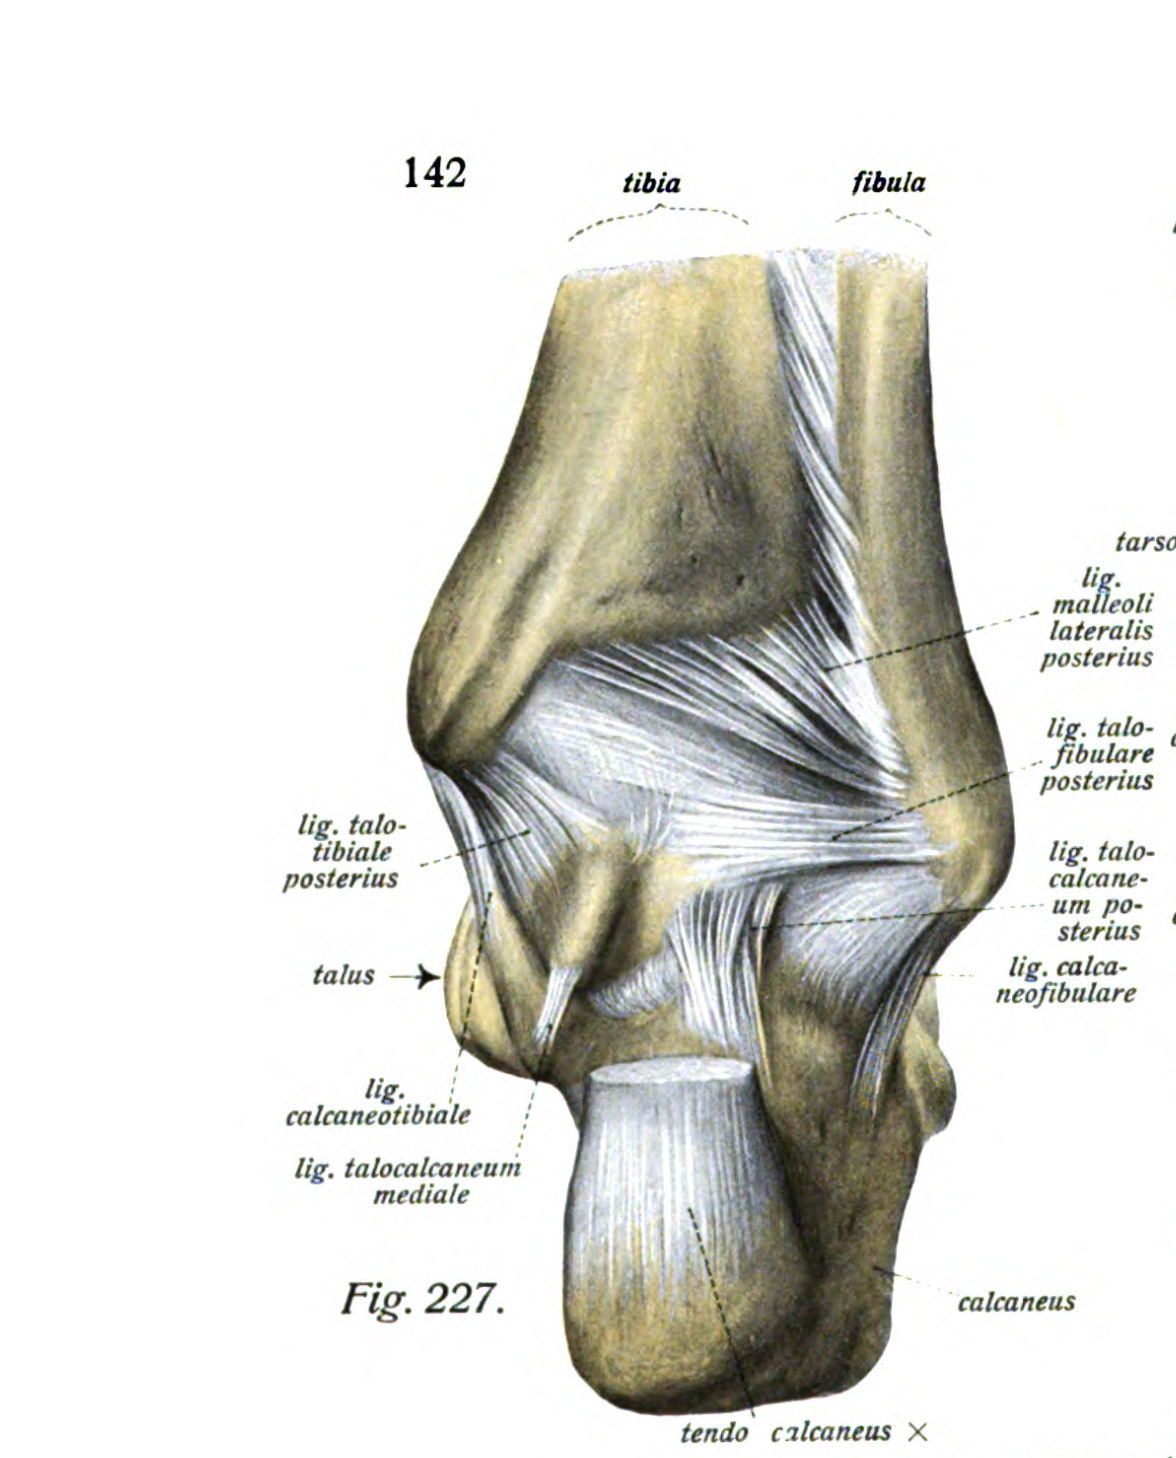 142
tibia
fibula
tarso
lig.
malleoli
lateralis
posterius
lig. talo-
fibulare
posterius
lig. talo-
tibiale
posterius
lig. talo-
calcane-
um po-
sterius
talus
lig. calca-
neofibulare
lig.
calcaneotibiale
lig. talocalcaneum
mediale
Fig. 227.
calcaneus
tendo calcaneus ×